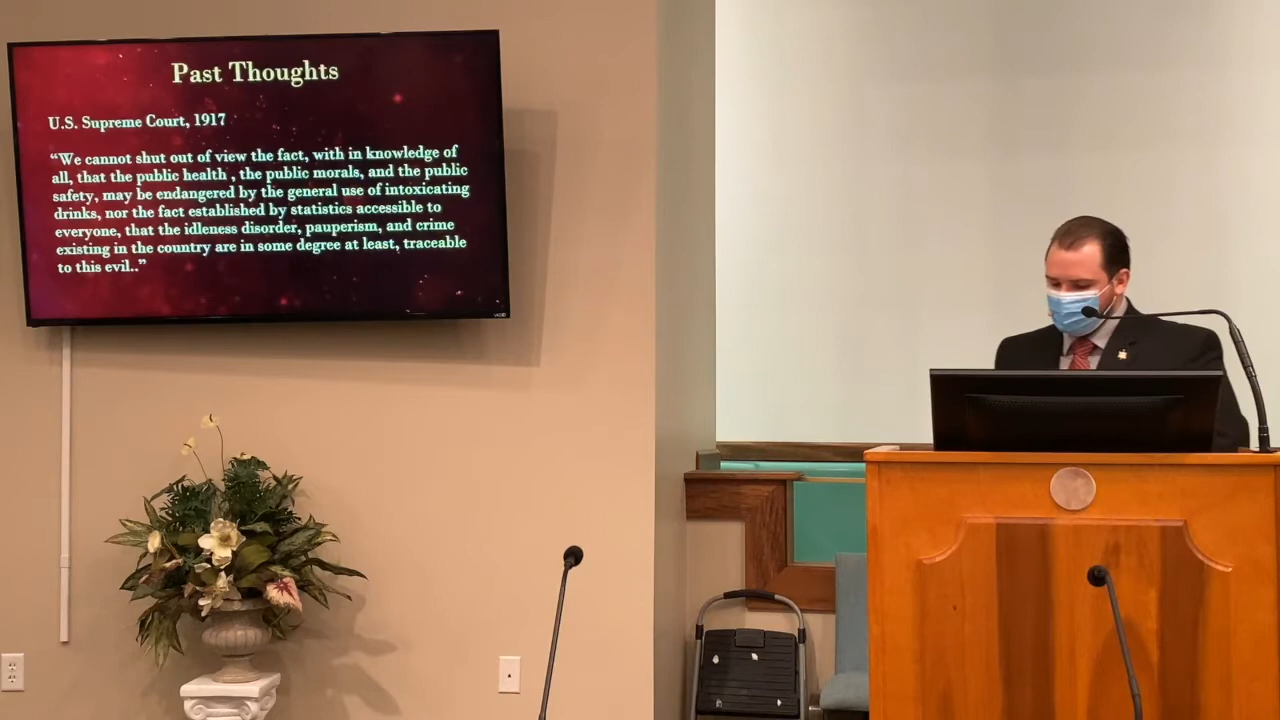 Past Thoughts
U.S. Supreme Court, 1917
“We cannot shut out of view the fact, with in knowledge of
all, that the public health , the public morals, and the public
safety, may be endangered by the general use of intoxicating
drinks, nor the fact established by statistics accessible to
everyone, that the idleness disorder, pauperism, and crime
existing in the country are in some degree at least, traceable
to this evil..”
VIZIO